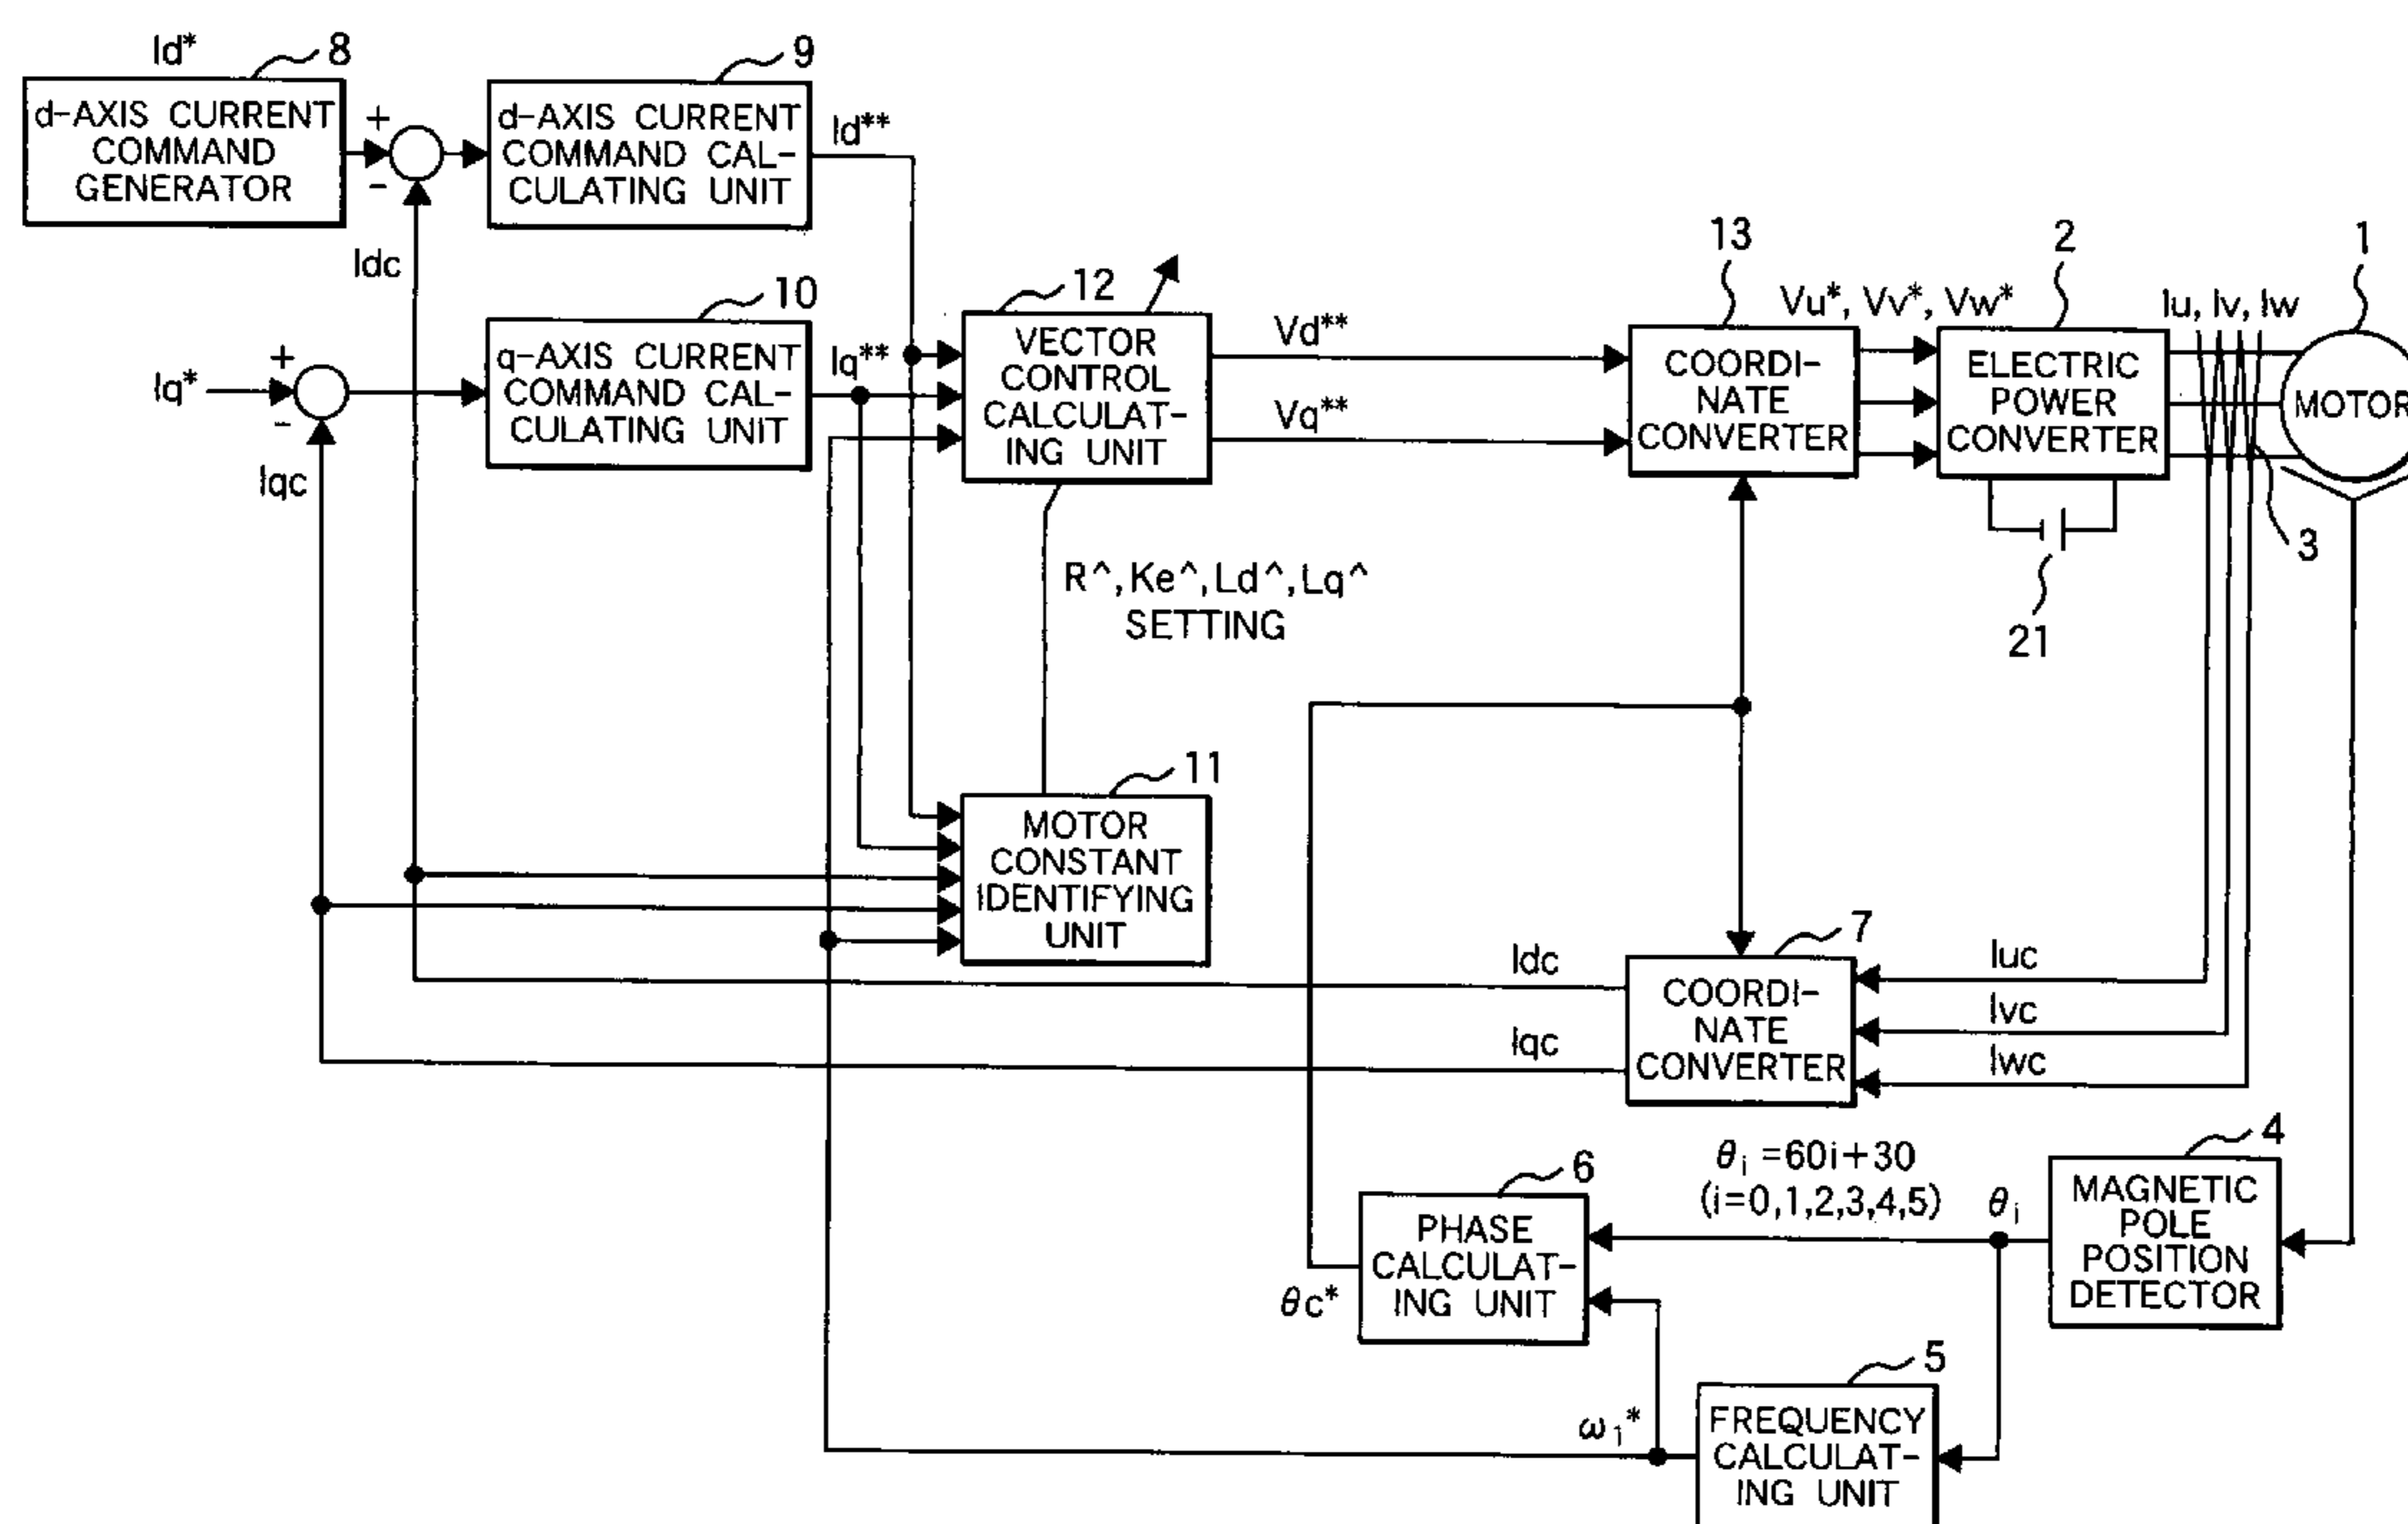 Id*
8
d-AXIS CURRENT
COMMAND
GENERATOR
+
-
Idc
9
d-AXIS CURRENT
COMMAND CAL-
CULATING UNIT
Id**
Iq*
+
-
Iqc
10
q-AXIS CURRENT
COMMAND CAL-
CULATING UNIT
Iq**
12
VECTOR
CONTROL
CALCULAT-
ING UNIT
Vd**
Vq**
13
COORDI-
NATE
CONVERTER
Vu*, Vv*, Vw*
2
ELECTRIC
POWER
CONVERTER
21
Iu, Iv, Iw
1
MOTOR
3
R^, Ke^, Ld^, Lq^
SETTING
11
MOTOR
CONSTANT
IDENTIFYING
UNIT
Idc
Iqc
7
COORDI-
NATE
CONVERTER
Iuc
Ivc
Iwc
θc*
6
PHASE
CALCULAT-
ING UNIT
θi =60i+30
(i=0,1,2,3,4,5)
θi
4
MAGNETIC
POLE
POSITION
DETECTOR
ω1*
5
FREQUENCY
CALCULAT-
ING UNIT